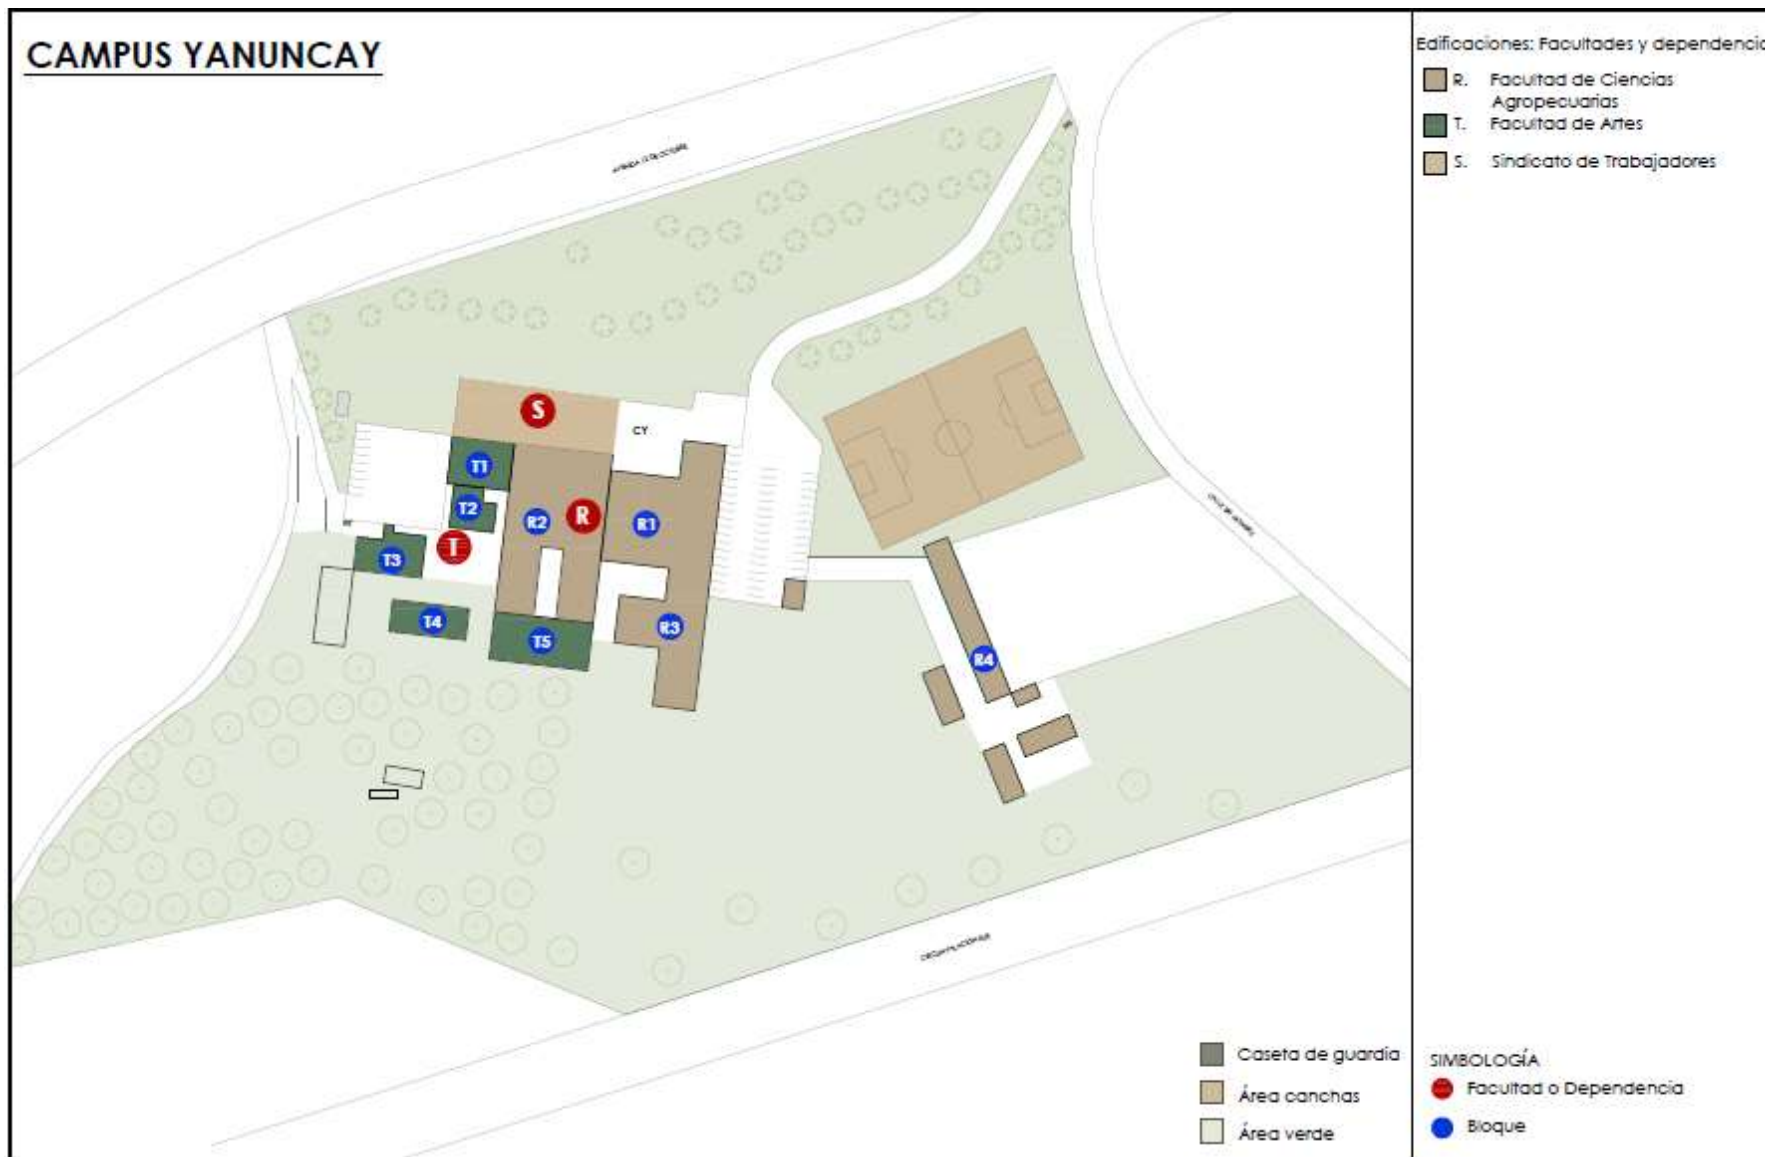 CAMPUS YANUNCAY
Edificaciones: Facultades y dependencia
R. Facultad de Ciencias
Agropecuarias
T. Facultad de Artes
S. Sindicato de Trabajadores
S
CY
T1
T2
R2
R
R1
T
T3
T4
T5
R3
R4
Caseta de guardia
Área canchas
Área verde
SIMBOLOGÍA
Facultad o Dependencia
Bloque